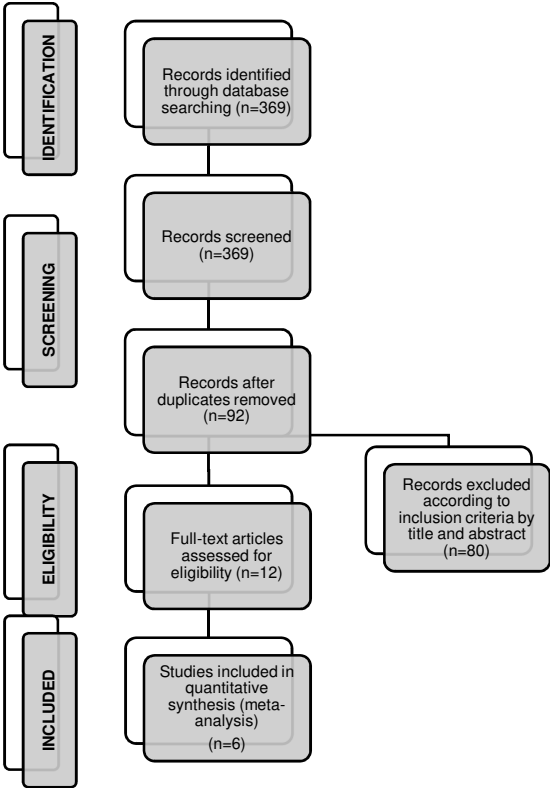 IDENTIFICATION
Records identified
through database
searching (n=369)
SCREENING
Records screened
(n=369)
Records after
duplicates removed
(n=92)
Records excluded
according to
inclusion criteria by
title and abstract
(n=80)
ELIGIBILITY
Full-text articles
assessed for
eligibility (n=12)
INCLUDED
Studies included in
quantitative
synthesis (meta-
analysis)
(n=6)